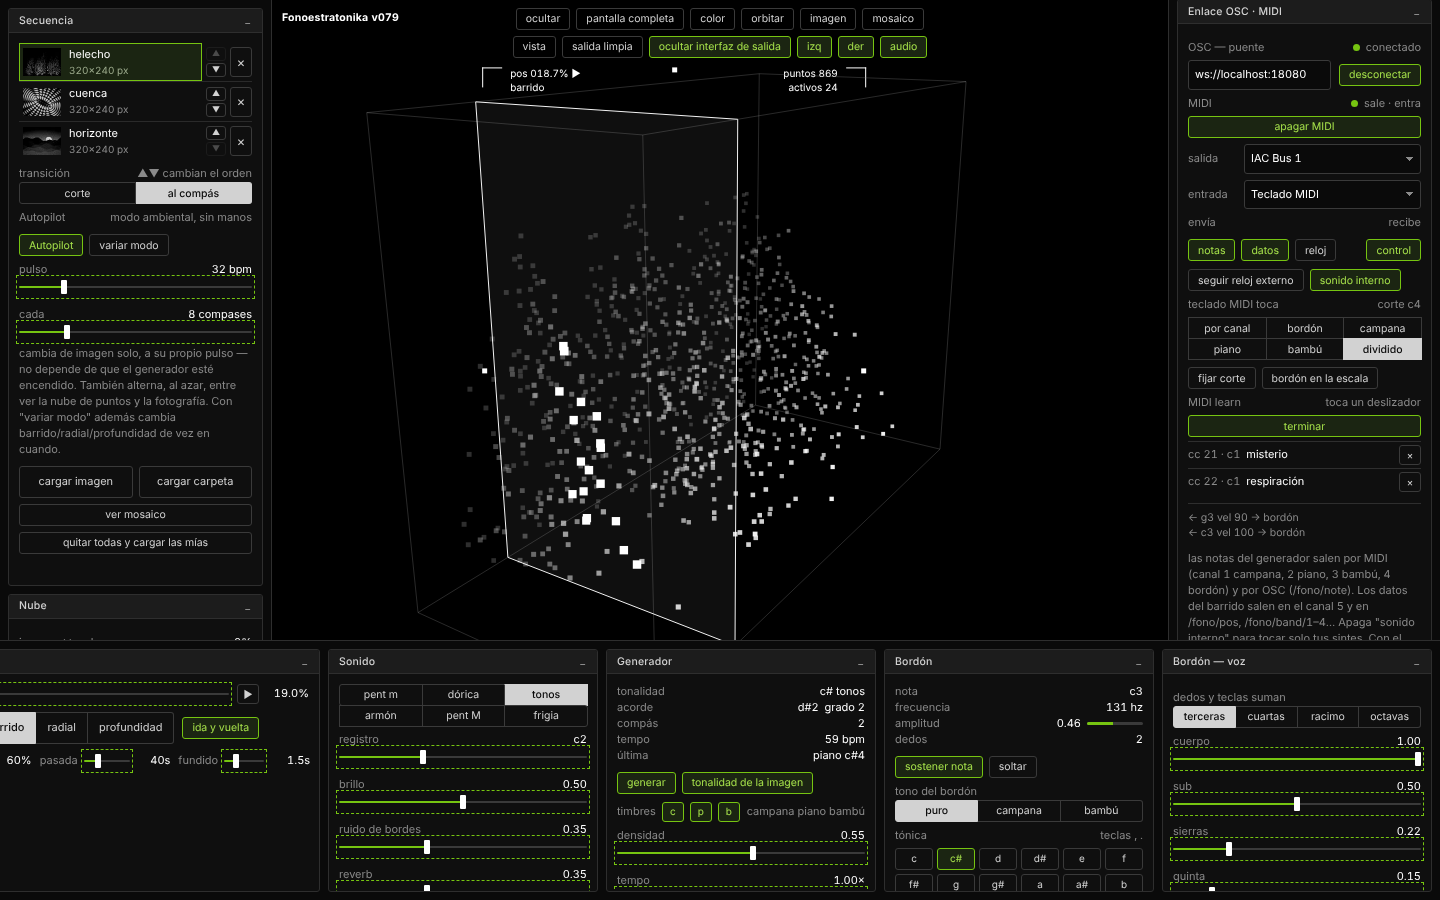 Secuencia
_
helecho
320×240 px
▲
▼
×
cuenca
320×240 px
▲
▼
×
horizonte
320×240 px
▲
▼
×
transición
▲▼ cambian el orden
corte
al compás
Autopilot
modo ambiental, sin manos
Autopilot
variar modo
pulso
32 bpm
cada
8 compases
cambia de imagen solo, a su propio pulso —
no depende de que el generador esté
encendido. También alterna, al azar, entre
ver la nube de puntos y la fotografía. Con
"variar modo" además cambia
barrido/radial/profundidad de vez en
cuando.
cargar imagen
cargar carpeta
ver mosaico
quitar todas y cargar las mías
Nube
_
Fonoestratonika v079
ocultar
pantalla completa
color
orbitar
imagen
mosaico
vista
salida limpia
ocultar interfaz de salida
izq
der
audio
pos 018.7% ▶
barrido
puntos 869
activos 24
Enlace OSC · MIDI
_
OSC — puente
conectado
ws://localhost:18080
desconectar
MIDI
sale · entra
apagar MIDI
salida
IAC Bus 1
entrada
Teclado MIDI
envía
recibe
notas
datos
reloj
control
seguir reloj externo
sonido interno
teclado MIDI toca
corte c4
por canal
bordón
campana
piano
bambú
dividido
fijar corte
bordón en la escala
MIDI learn
toca un deslizador
terminar
cc 21 · c1 misterio
×
cc 22 · c1 respiración
×
← g3 vel 90 → bordón
← c3 vel 100 → bordón
las notas del generador salen por MIDI
(canal 1 campana, 2 piano, 3 bambú, 4
bordón) y por OSC (/fono/note). Los datos
del barrido salen en el canal 5 y en
/fono/pos, /fono/band/1–4... Apaga "sonido
interno" para tocar solo tus sintes. Con el
_
▶
19.0%
rrido
radial
profundidad
ida y vuelta
60%
pasada
40s
fundido
1.5s
Sonido
_
pent m
dórica
tonos
armón
pent M
frigia
registro
c2
brillo
0.50
ruido de bordes
0.35
reverb
0.35
Generador
_
tonalidad
c# tonos
acorde
d#2 grado 2
compás
2
tempo
59 bpm
última
piano c#4
generar
tonalidad de la imagen
timbres
c
p
b
campana piano bambú
densidad
0.55
tempo
1.00×
Bordón
_
nota
c3
frecuencia
131 hz
amplitud
0.46
dedos
2
sostener nota
soltar
tono del bordón
puro
campana
bambú
tónica
teclas , .
c
c#
d
d#
e
f
f#
g
g#
a
a#
b
Bordón — voz
_
dedos y teclas suman
terceras
cuartas
racimo
octavas
cuerpo
1.00
sub
0.50
sierras
0.22
quinta
0.15